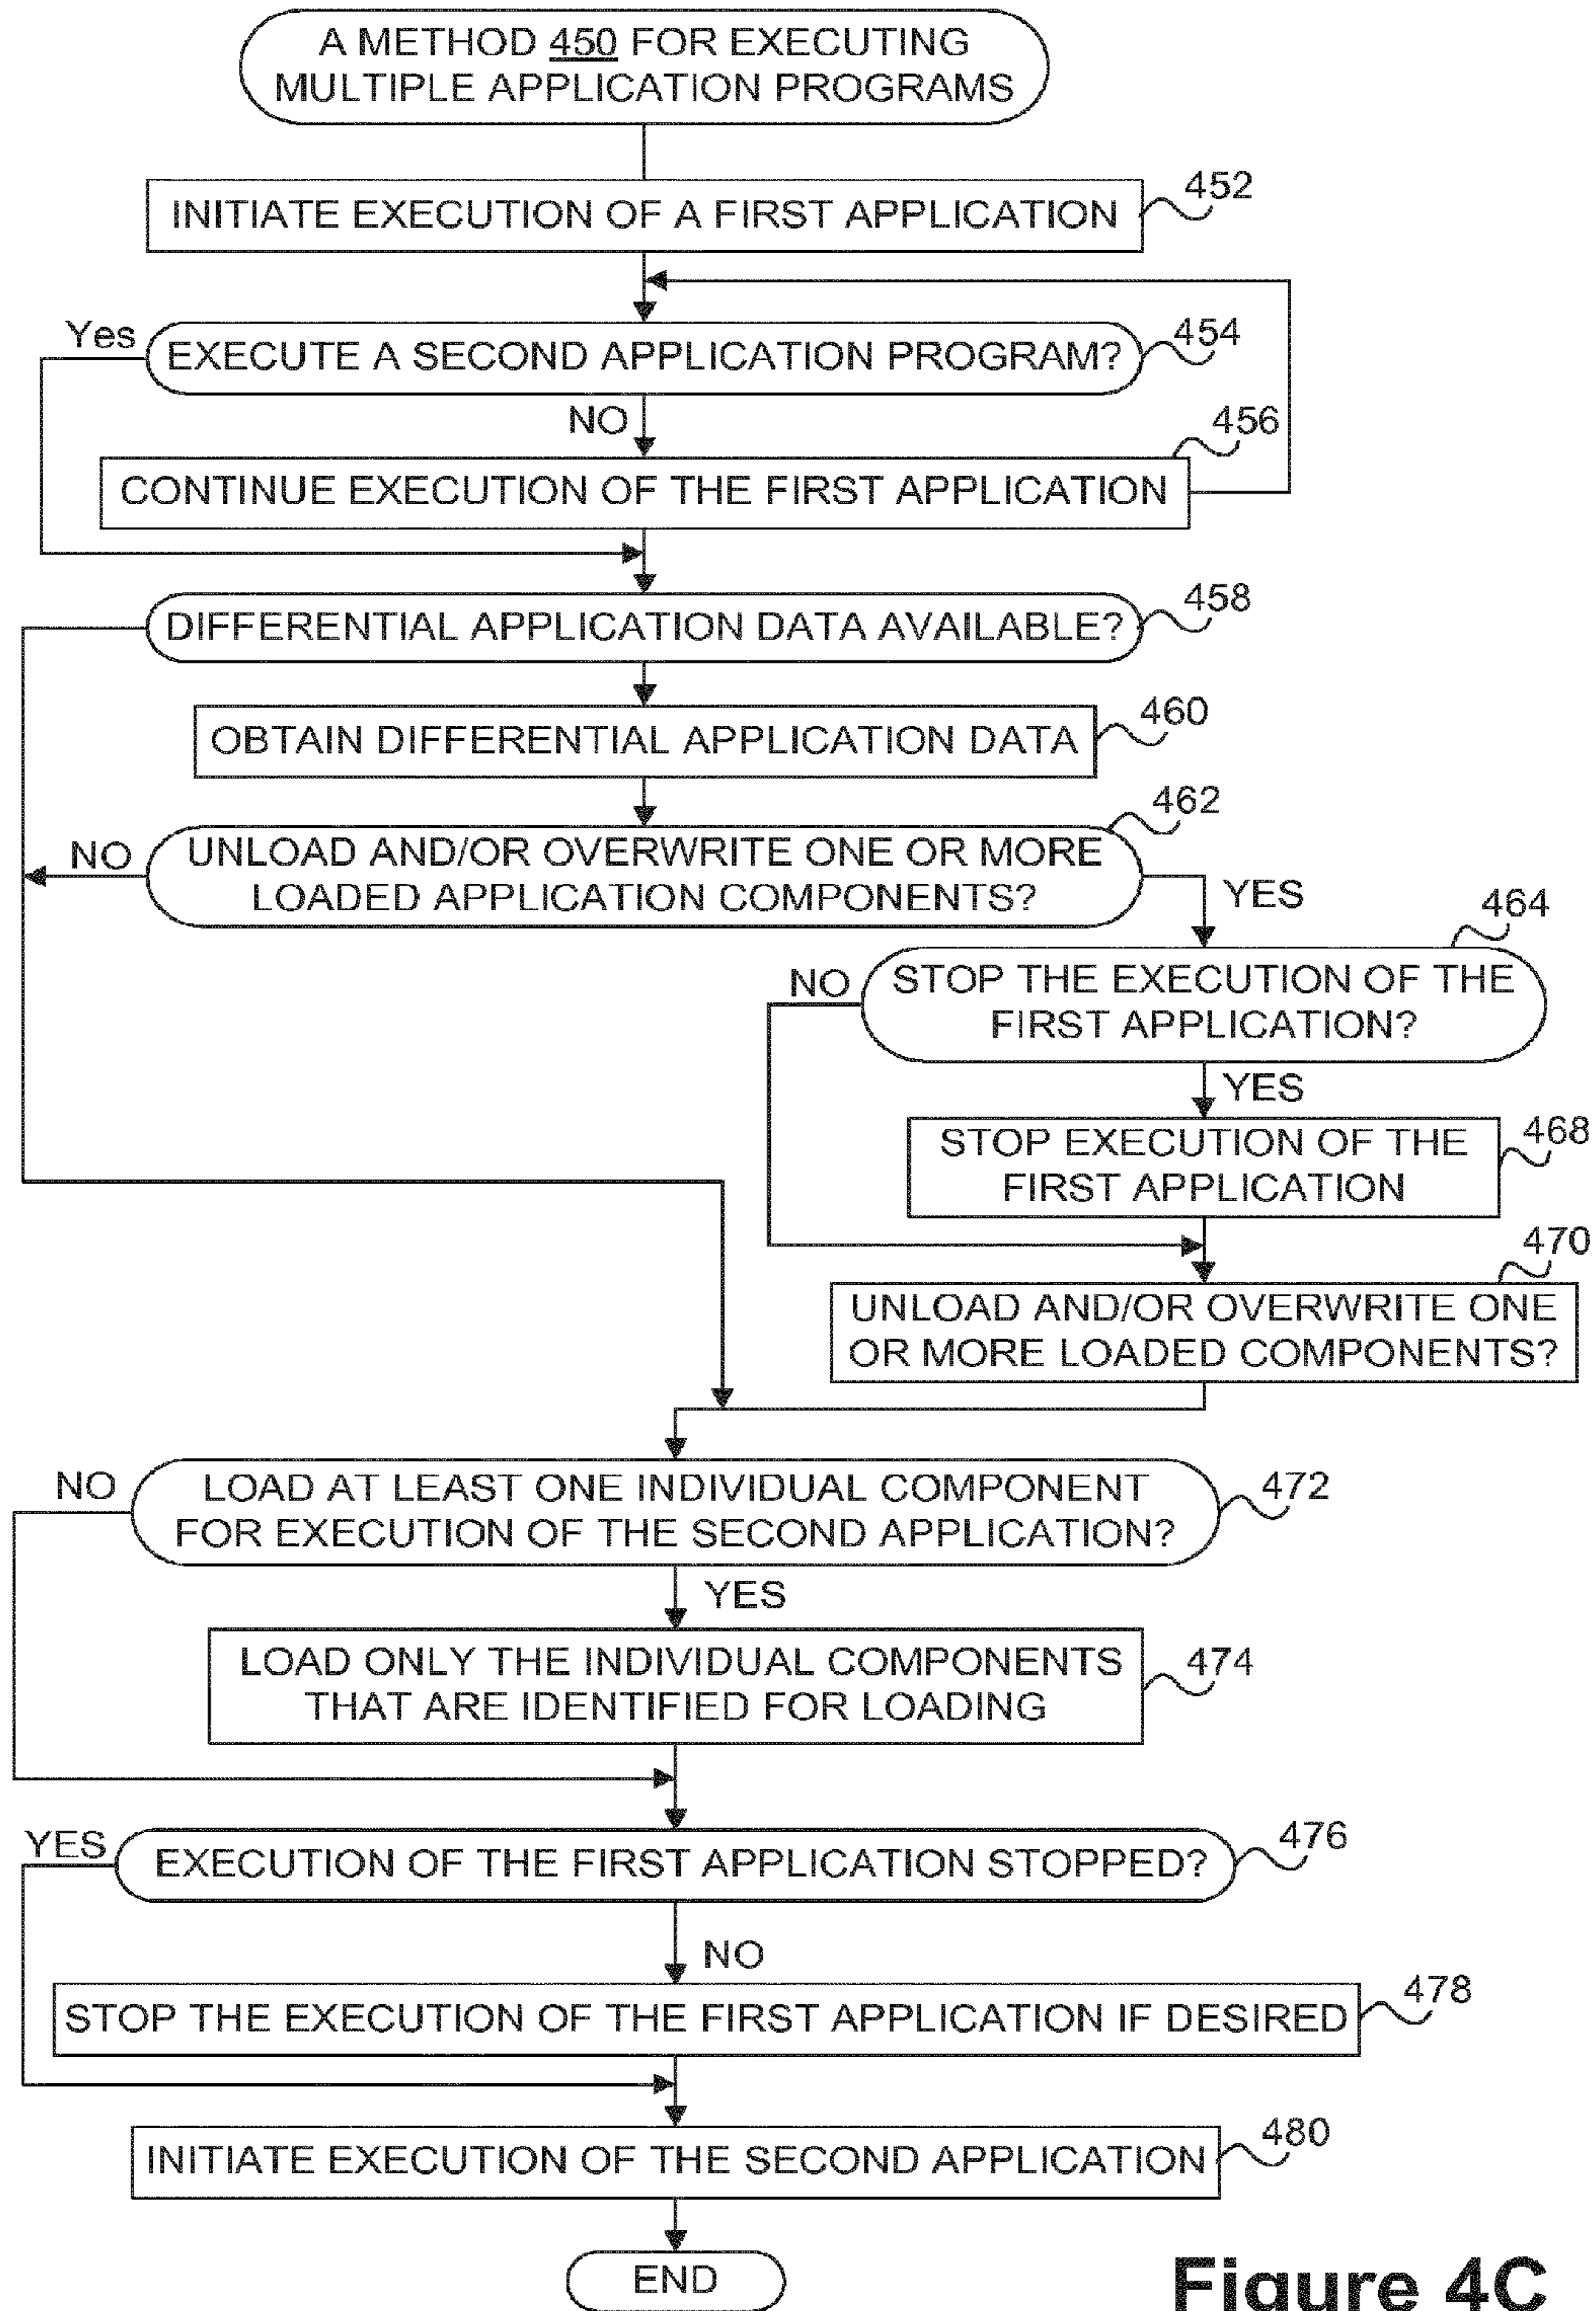 A METHOD 450 FOR EXECUTING
MULTIPLE APPLICATION PROGRAMS
INITIATE EXECUTION OF A FIRST APPLICATION
452
Yes
EXECUTE A SECOND APPLICATION PROGRAM?
454
NO
456
CONTINUE EXECUTION OF THE FIRST APPLICATION
DIFFERENTIAL APPLICATION DATA AVAILABLE?
458
OBTAIN DIFFERENTIAL APPLICATION DATA
460
462
NO
UNLOAD AND/OR OVERWRITE ONE OR MORE
LOADED APPLICATION COMPONENTS?
YES
464
NO
STOP THE EXECUTION OF THE
FIRST APPLICATION?
YES
STOP EXECUTION OF THE
FIRST APPLICATION
468
470
UNLOAD AND/OR OVERWRITE ONE
OR MORE LOADED COMPONENTS?
NO
LOAD AT LEAST ONE INDIVIDUAL COMPONENT
FOR EXECUTION OF THE SECOND APPLICATION?
472
YES
LOAD ONLY THE INDIVIDUAL COMPONENTS
THAT ARE IDENTIFIED FOR LOADING
474
YES
EXECUTION OF THE FIRST APPLICATION STOPPED?
476
NO
STOP THE EXECUTION OF THE FIRST APPLICATION IF DESIRED
478
INITIATE EXECUTION OF THE SECOND APPLICATION
480
END
Figure 4C